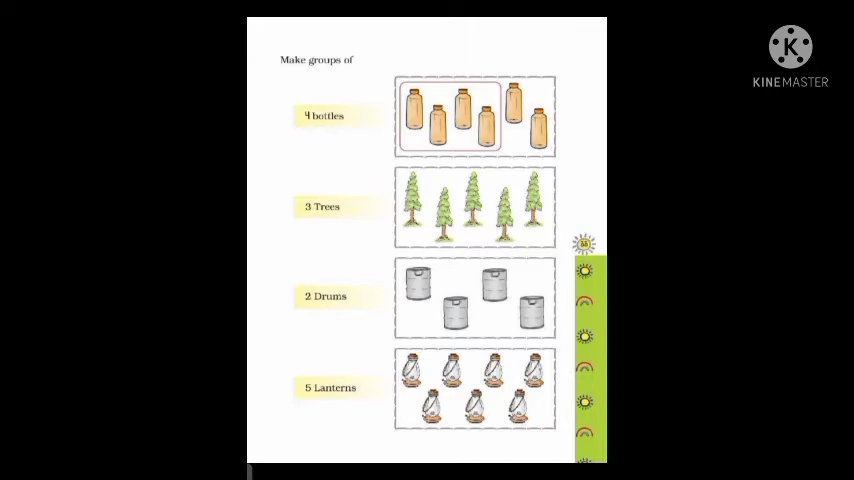 Make groups of
4 bottles
3 Trees
2 Drums
5 Lanterns
K
KINEMASTER